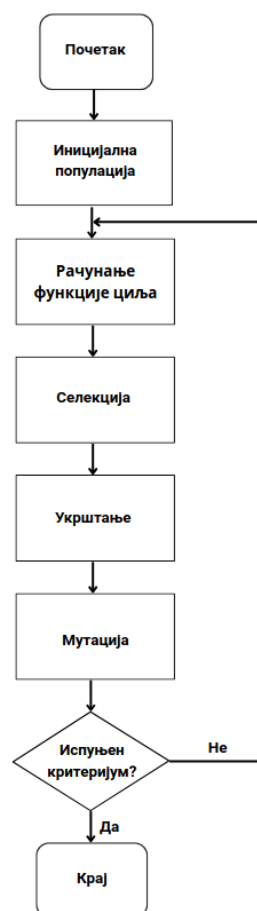 Почетак
Иницијална
популација
Рачунање
функције циља
Селекција
Укрштање
Мутација
Испуњен
критеријум?
Не
Да
Крај